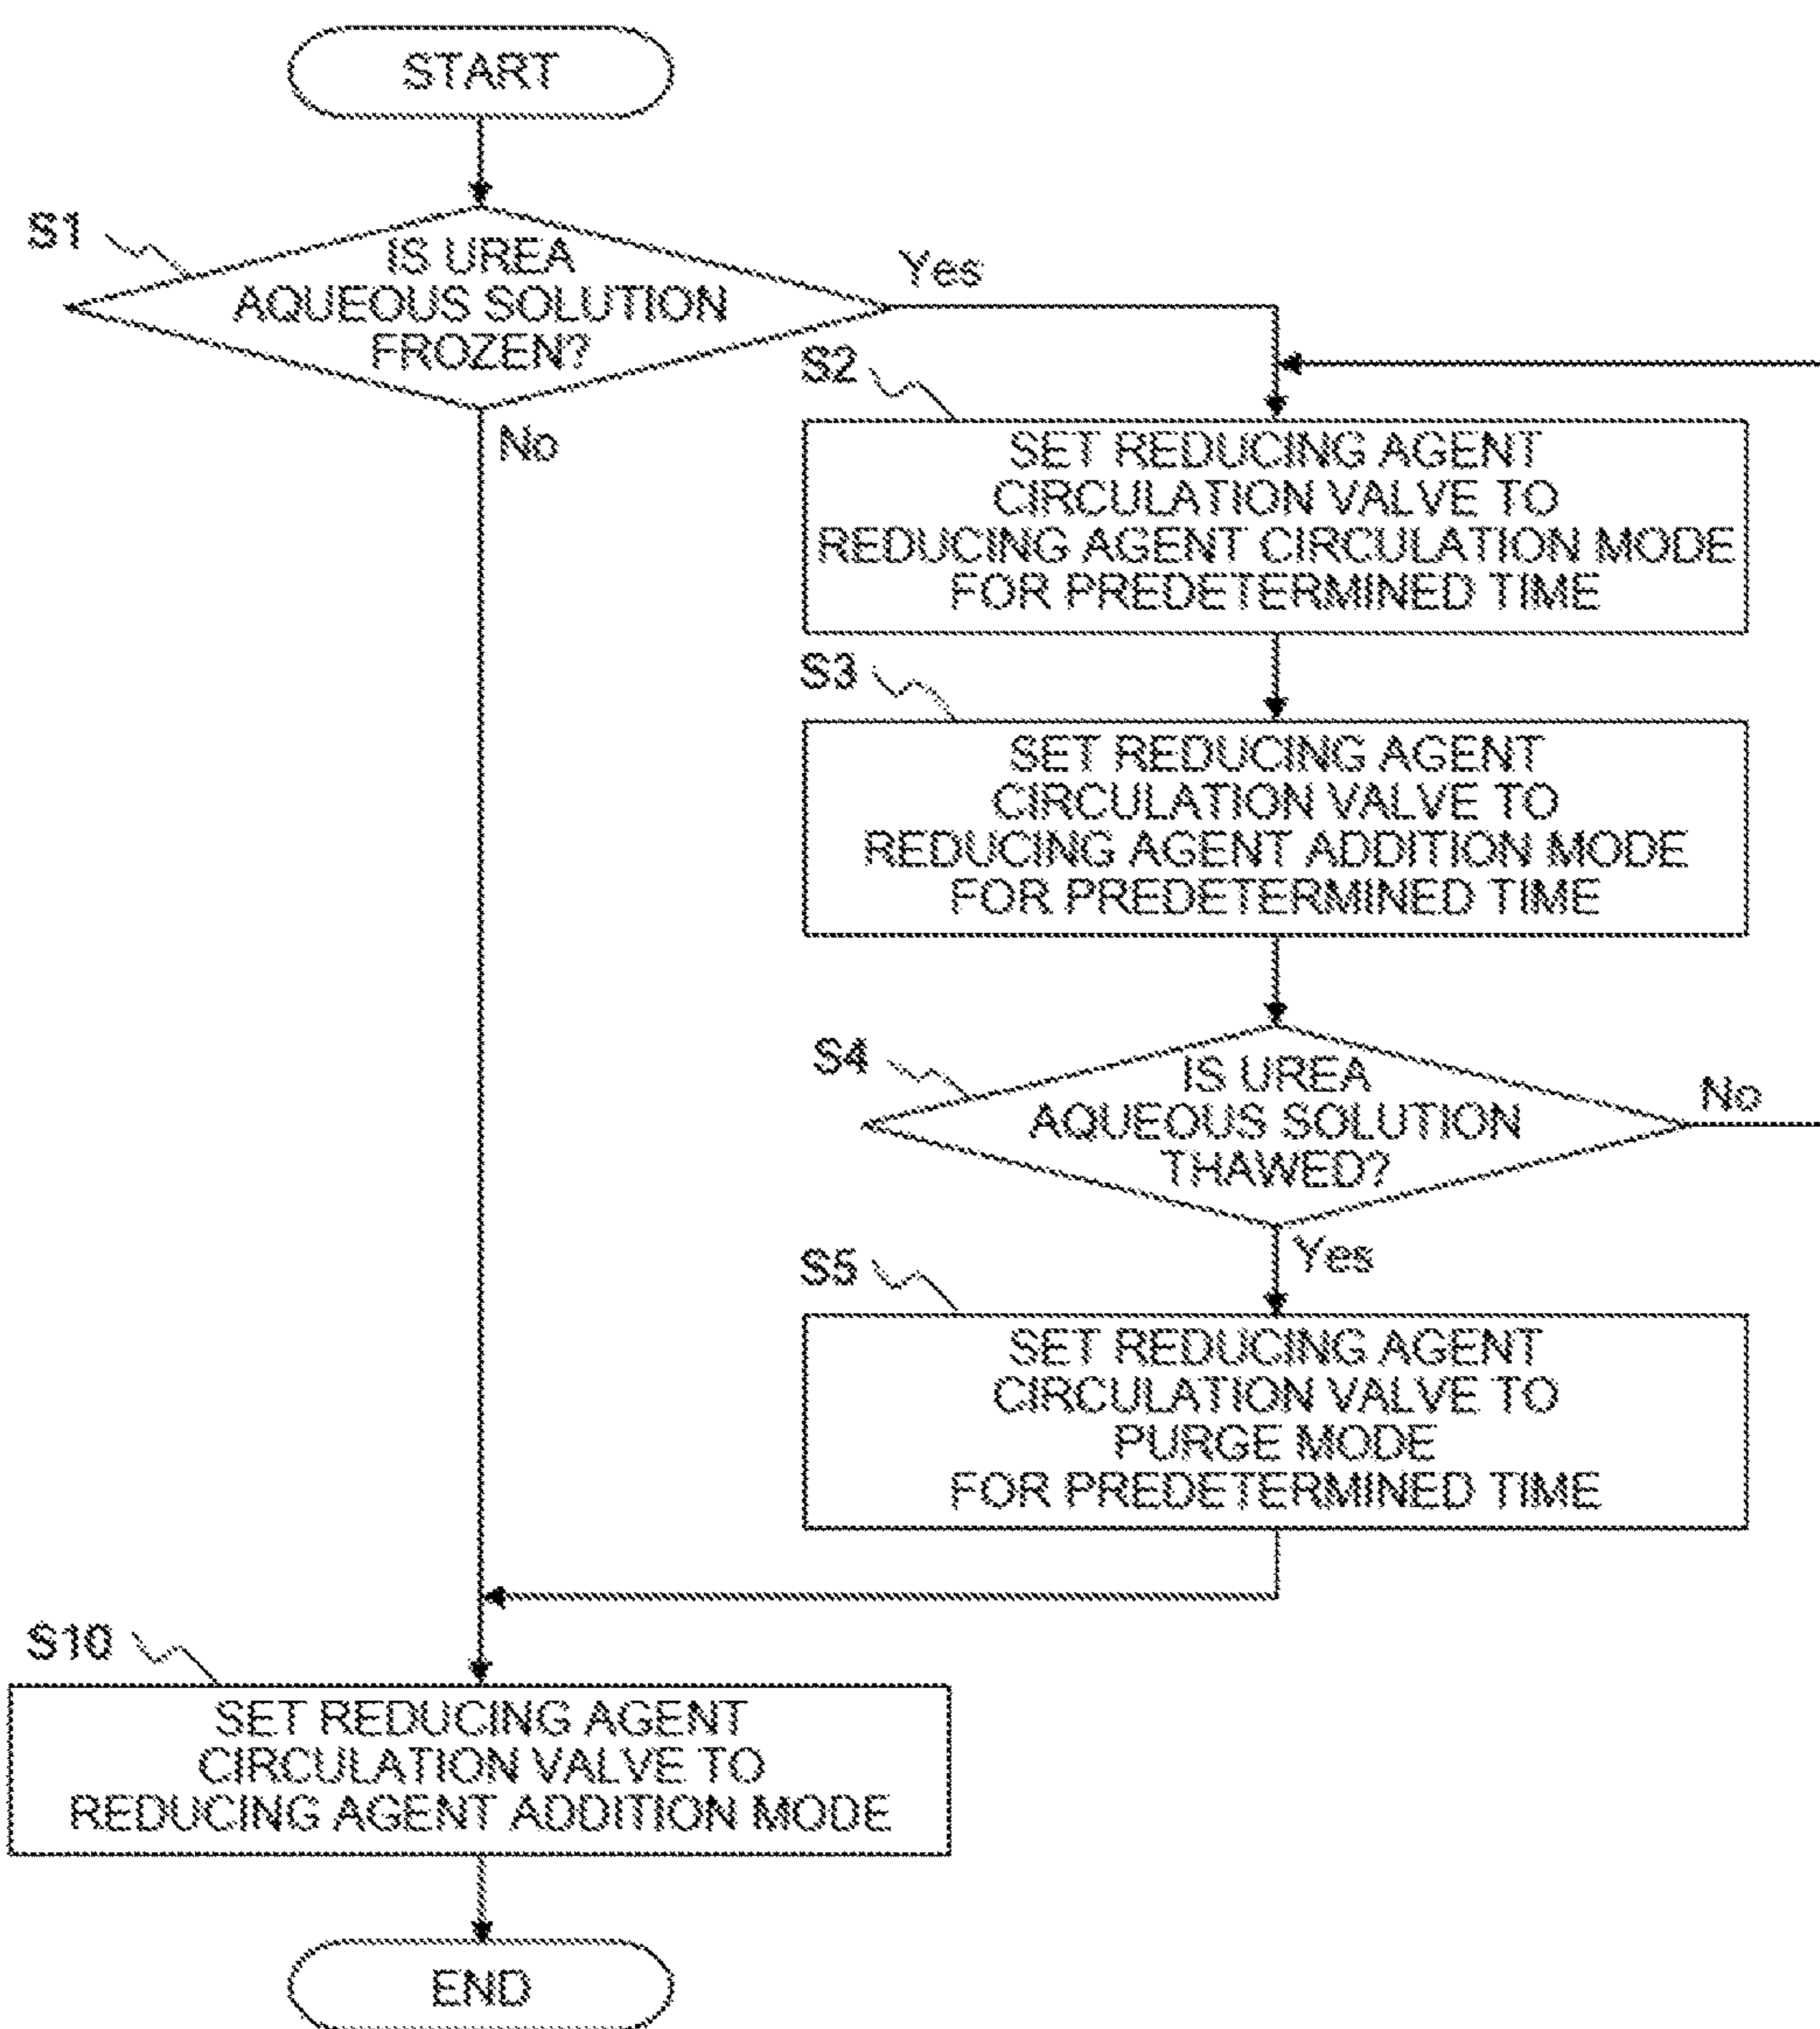 START
S1
IS UREA
AQUEOUS SOLUTION
FROZEN?
Yes
No
S2
SET REDUCING AGENT
CIRCULATION VALVE TO
REDUCING AGENT CIRCULATION MODE
FOR PREDETERMINED TIME
S3
SET REDUCING AGENT
CIRCULATION VALVE TO
REDUCING AGENT ADDITION MODE
FOR PREDETERMINED TIME
S4
IS UREA
AQUEOUS SOLUTION
THAWED?
No
Yes
S5
SET REDUCING AGENT
CIRCULATION VALVE TO
PURGE MODE
FOR PREDETERMINED TIME
S10
SET REDUCING AGENT
CIRCULATION VALVE TO
REDUCING AGENT ADDITION MODE
END